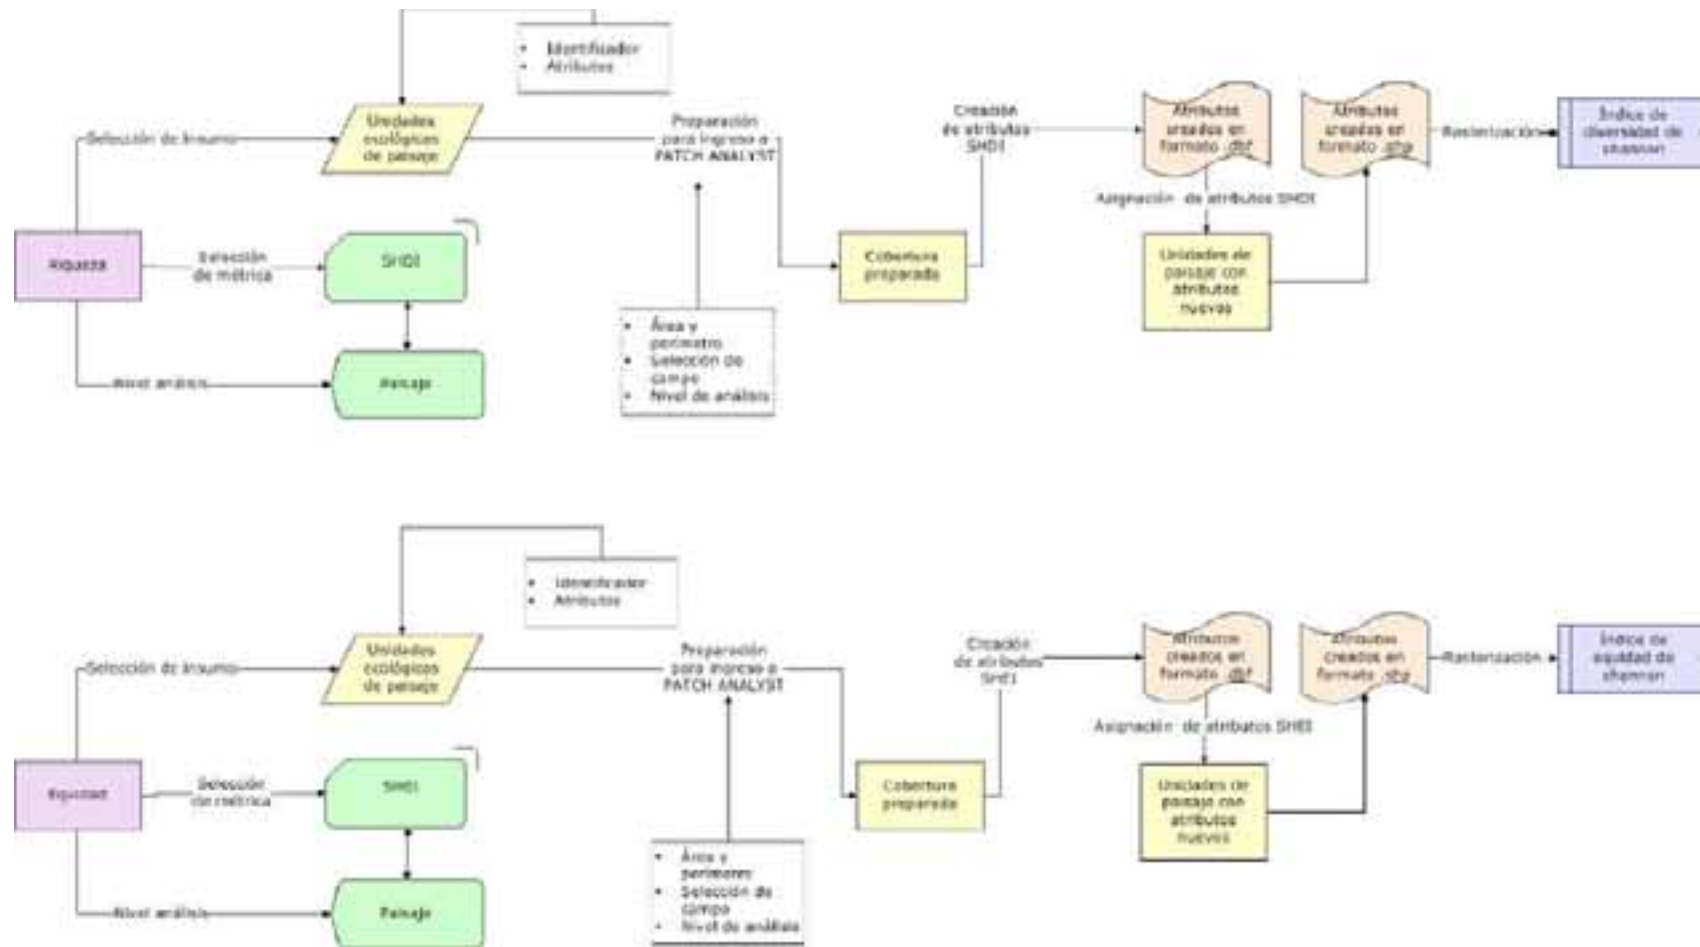 Identificador
Atributos
Selección de Insumo
Unidades
ecológicas
de paisaje
Preparación
para ingreso a
PATCH ANALYST
Creación
de atributos
SHDI
Atributos
creados en
formato .dbf
Atributos
creados en
formato .shp
Rasterización
Índice de
diversidad de
shannon
Asignación de atributos SHDI
Riqueza
Selección
de métrica
SHDI
Cobertura
preparada
Unidades de
paisaje con
atributos
nuevos
Área y
perímetro
Selección de
campo
Nivel de análisis
Nivel análisis
Paisaje
Identificador
Atributos
Selección de Insumo
Unidades
ecológicas
de paisaje
Preparación
para ingreso a
PATCH ANALYST
Creación
de atributos
SHEI
Atributos
creados en
formato .dbf
Atributos
creados en
formato .shp
Rasterización
Índice de
equidad de
shannon
Asignación de atributos SHEI
Equidad
Selección
de métrica
SHEI
Cobertura
preparada
Unidades de
paisaje con
atributos
nuevos
Área y
Selección de
campo
Nivel de análisis
Nivel análisis
Paisaje